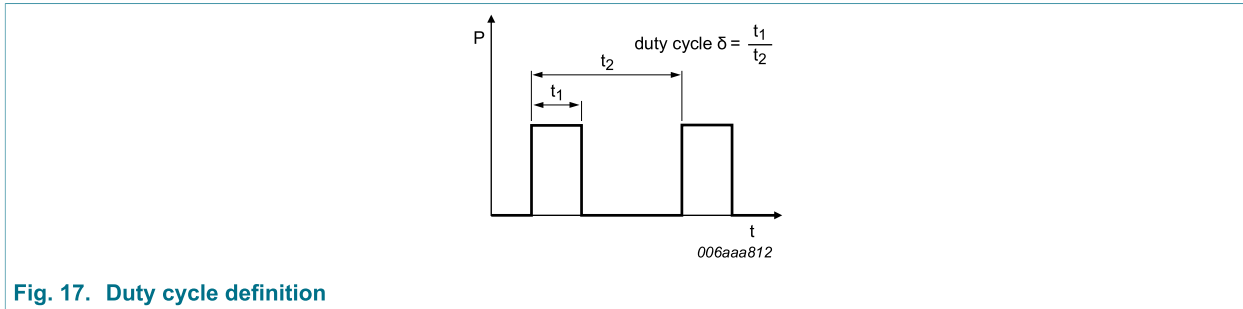 P
duty cycle δ = t1
t2
t2
t1
t
006aaa812
Fig. 17. Duty cycle definition